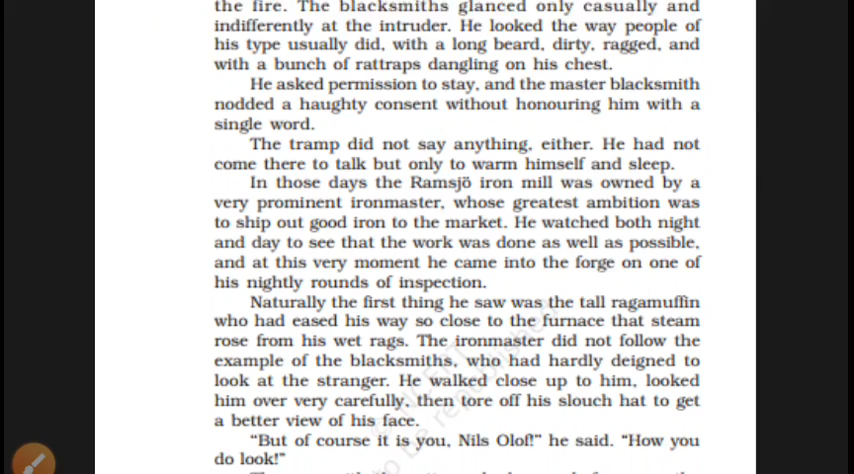 the fire. The blacksmiths glanced only casually and
indifferently at the intruder. He looked the way people of
his type usually did, with a long beard, dirty, ragged, and
with a bunch of rattraps dangling on his chest.
He asked permission to stay, and the master blacksmith
nodded a haughty consent without honouring him with a
single word.
The tramp did not say anything, either. He had not
come there to talk but only to warm himself and sleep.
In those days the Ramsjö iron mill was owned by a
very prominent ironmaster, whose greatest ambition was
to ship out good iron to the market. He watched both night
and day to see that the work was done as well as possible,
and at this very moment he came into the forge on one of
his nightly rounds of inspection.
Naturally the first thing he saw was the tall ragamuffin
who had eased his way so close to the furnace that steam
rose from his wet rags. The ironmaster did not follow the
example of the blacksmiths, who had hardly deigned to
look at the stranger. He walked close up to him, looked
him over very carefully, then tore off his slouch hat to get
a better view of his face.
“But of course it is you, Nils Olof!” he said. “How you
do look!”